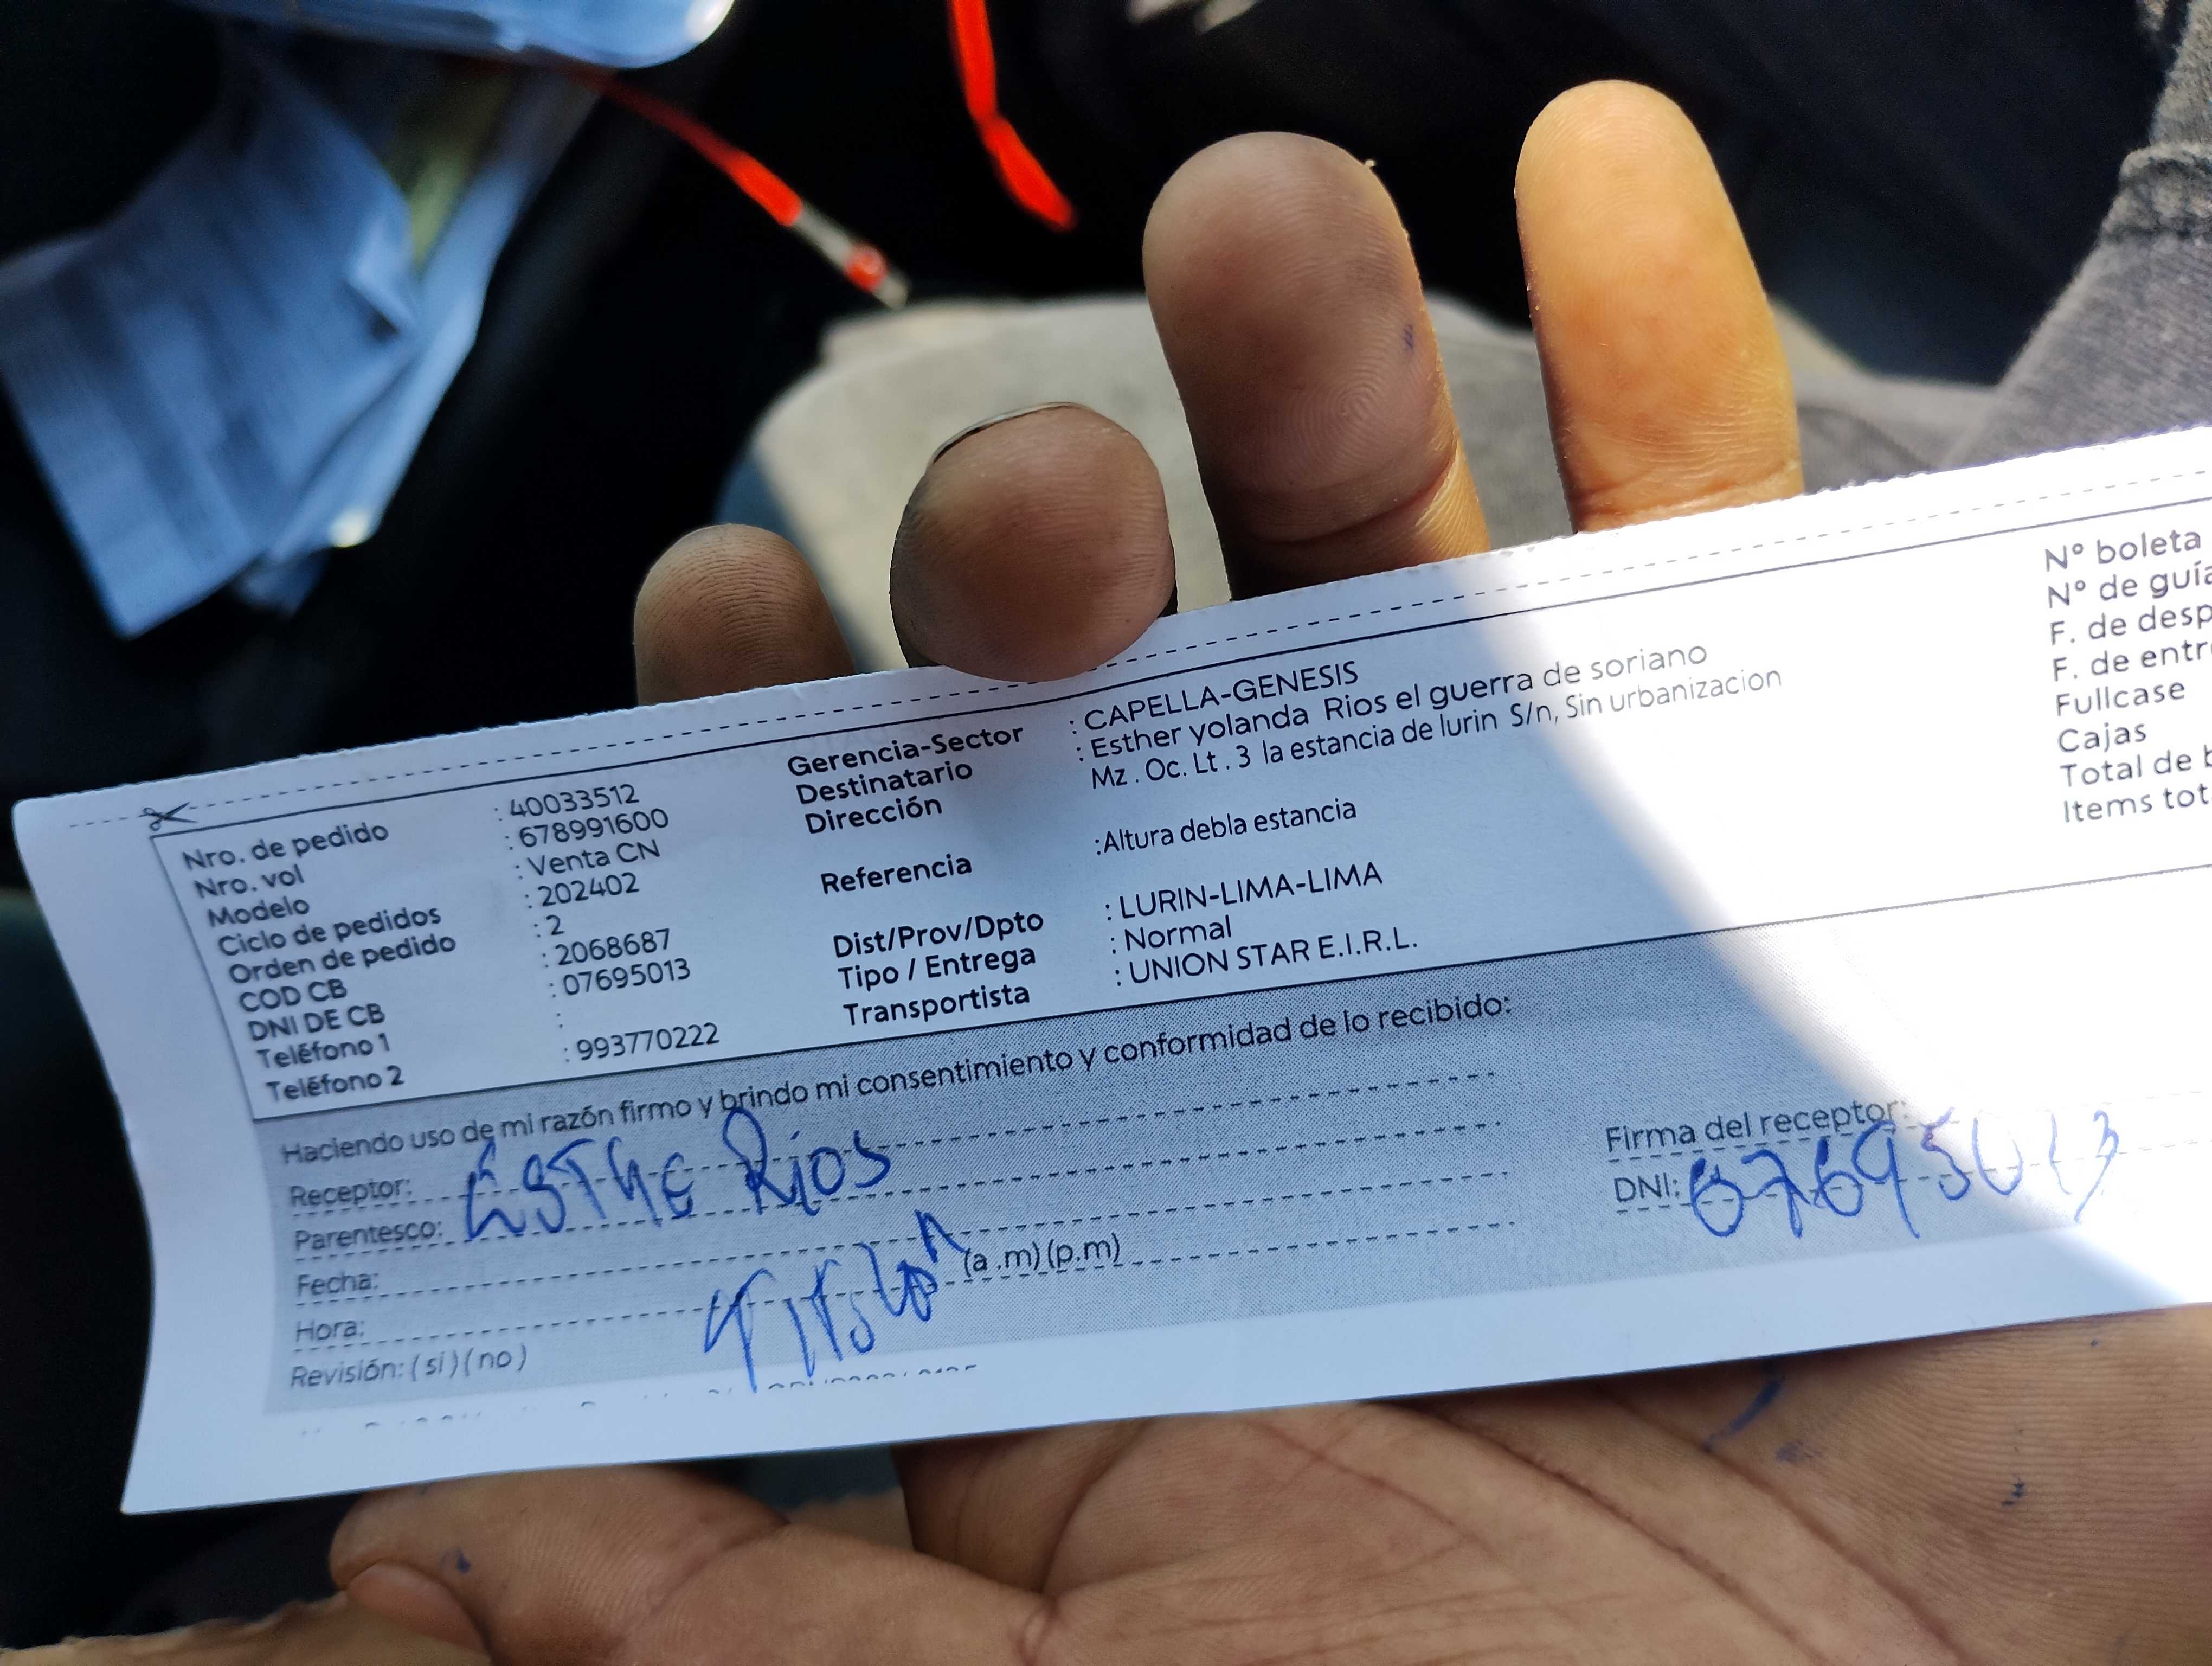 Nro. de pedido : 40033512
Nro. vol : 678991600
Modelo : Venta CN
Ciclo de pedidos : 202402
Orden de pedido : 2
COD CB : 2068687
DNI DE CB : 07695013
Teléfono 1 :
Teléfono 2 : 993770222
Gerencia-Sector : CAPELLA-GENESIS
Destinatario : Esther yolanda Rios el guerra de soriano
Dirección Mz . Oc. Lt . 3 la estancia de lurin S/n, Sin urbanizacion
Referencia :Altura debla estancia
Dist/Prov/Dpto : LURIN-LIMA-LIMA
Tipo / Entrega : Normal
Transportista : UNION STAR E.I.R.L.
Nº boleta
Nº de guía
F. de desp
F. de entr
Fullcase
Cajas
Total de b
Items tot
Haciendo uso de mi razón firmo y brindo mi consentimiento y conformidad de lo recibido:
Receptor: ESTHE Rios
Parentesco:
Fecha:
Hora: (a .m) (p.m)
Revisión: ( si ) ( no )
Firma del receptor:
DNI: 07695013